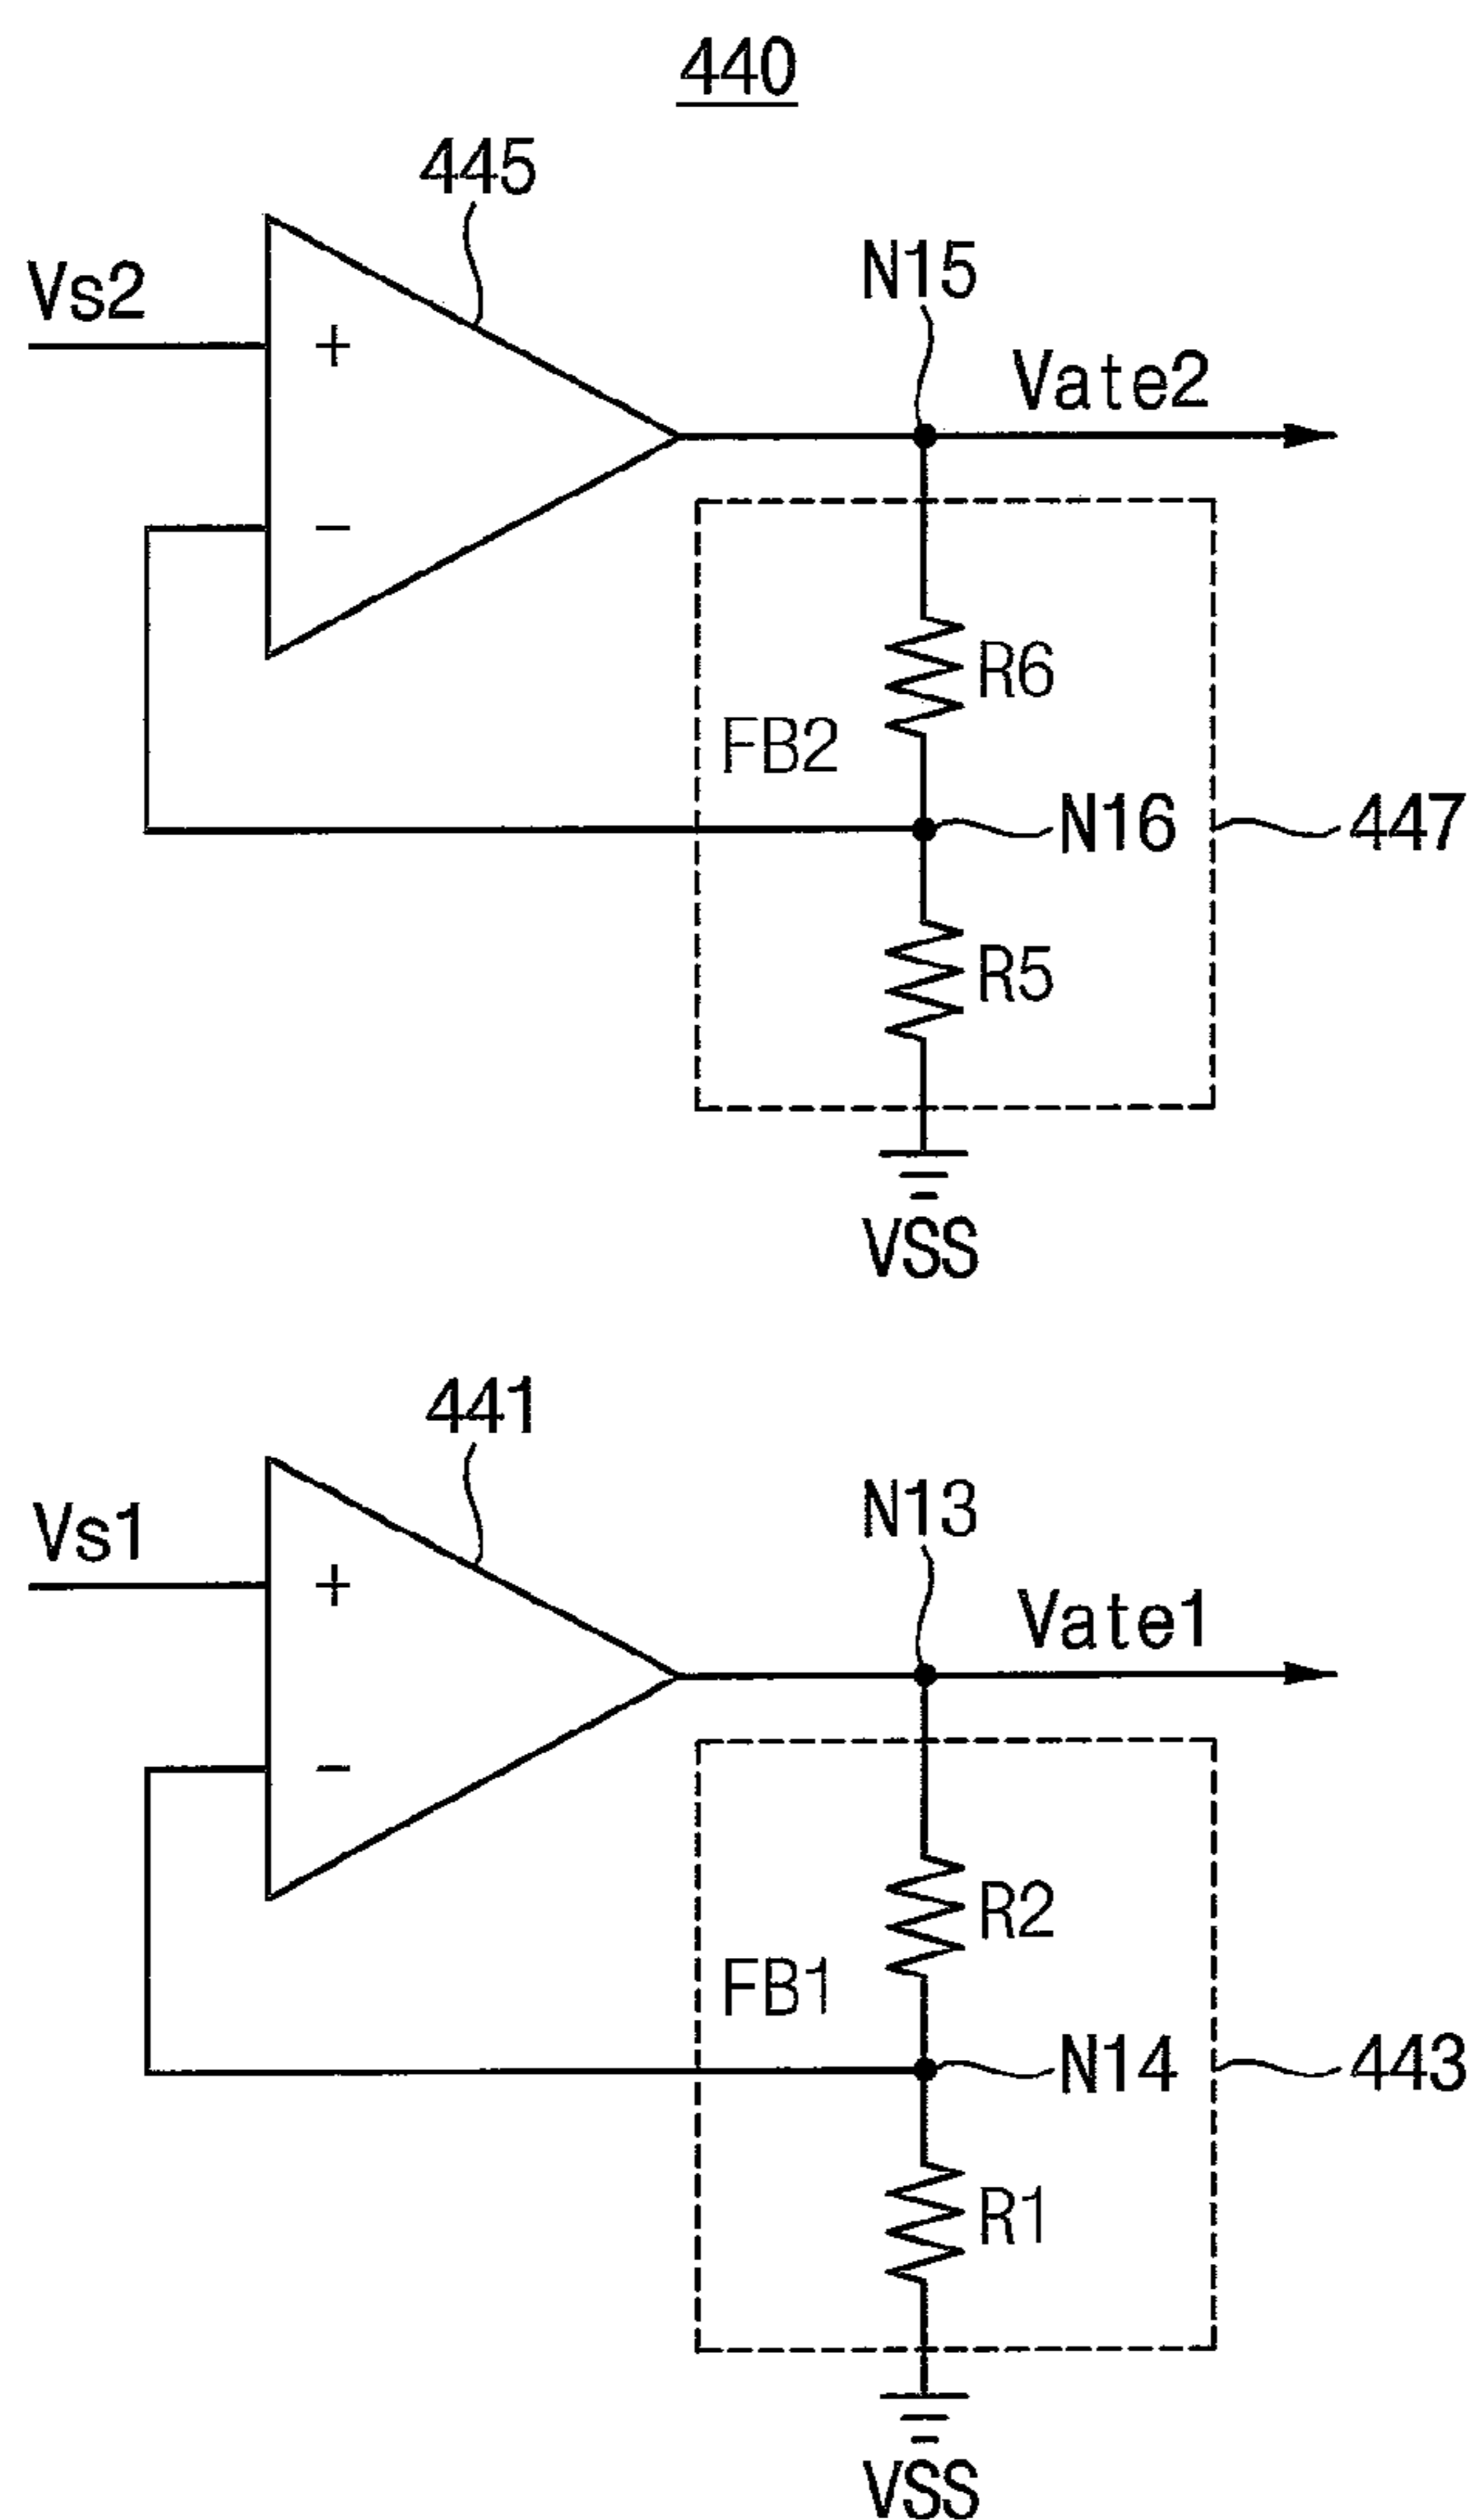 440
445
Vs2
N15
Vate2
+
−
R6
FB2
N16
447
R5
VSS
441
Vs1
N13
Vate1
+
−
R2
FB1
N14
443
R1
VSS